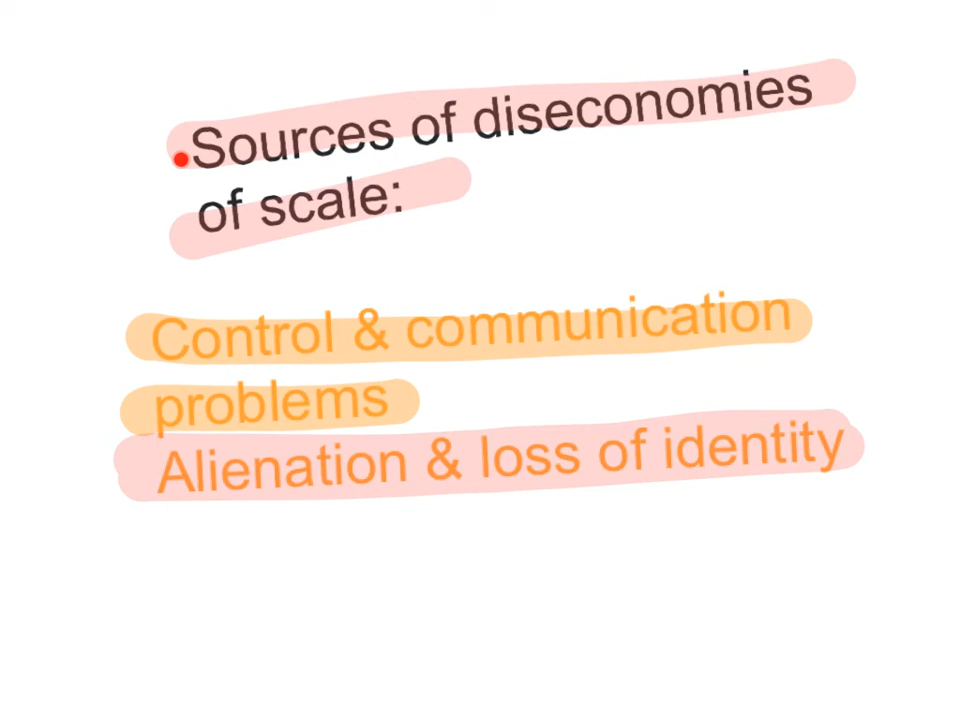 •Sources of diseconomies
of scale:
Control & communication
problems
Alienation & loss of identity